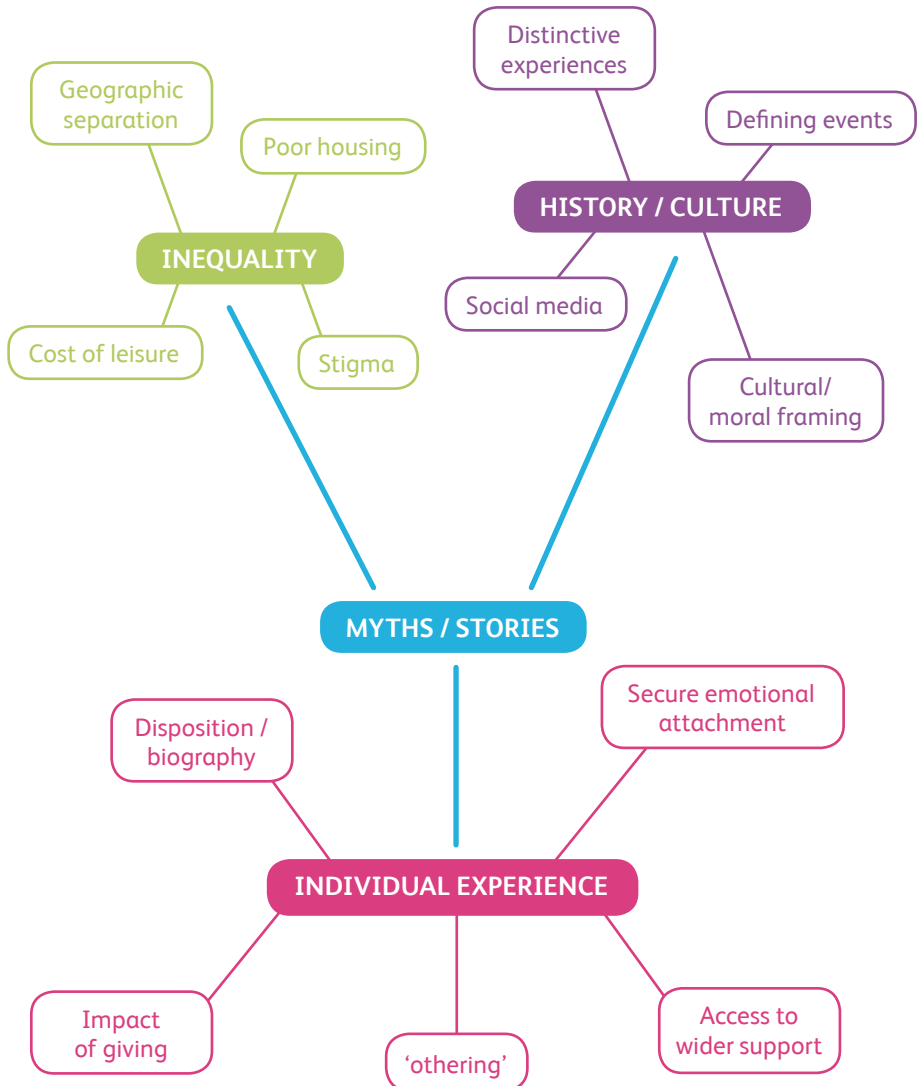 Distinctive
experiences
Geographic
separation
Defining events
Poor housing
HISTORY / CULTURE
INEQUALITY
Social media
Cost of leisure
Stigma
Cultural/
moral framing
MYTHS / STORIES
Secure emotional
attachment
Disposition /
biography
INDIVIDUAL EXPERIENCE
Impact
of giving
'othering'
Access to
wider support